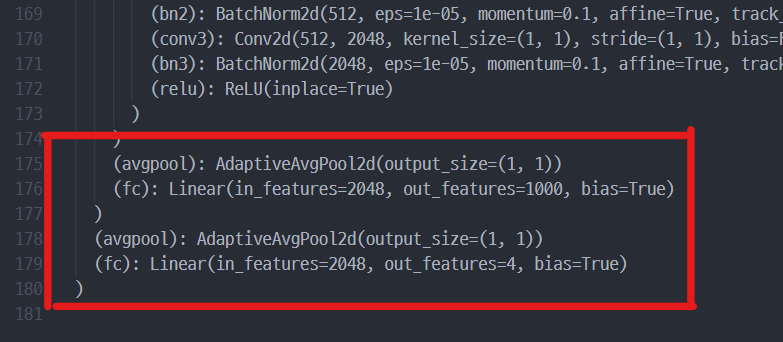 169 (bn2): BatchNorm2d(512, eps=1e-05, momentum=0.1, affine=True, track_
170 (conv3): Conv2d(512, 2048, kernel_size=(1, 1), stride=(1, 1), bias=F
171 (bn3): BatchNorm2d(2048, eps=1e-05, momentum=0.1, affine=True, track
172 (relu): ReLU(inplace=True)
173 )
174 )
175 (avgpool): AdaptiveAvgPool2d(output_size=(1, 1))
176 (fc): Linear(in_features=2048, out_features=1000, bias=True)
177 )
178 (avgpool): AdaptiveAvgPool2d(output_size=(1, 1))
179 (fc): Linear(in_features=2048, out_features=4, bias=True)
180 )
181